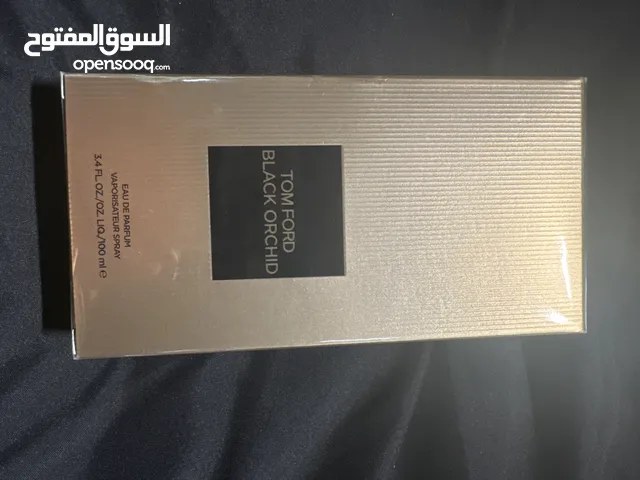 السوق المفتوح
opensooq.com
TOM FORD
BLACK ORCHID
EAU DE PARFUM
VAPORISATEUR SPRAY
3.4 FL.OZ./OZ. LIQ./100 ml e